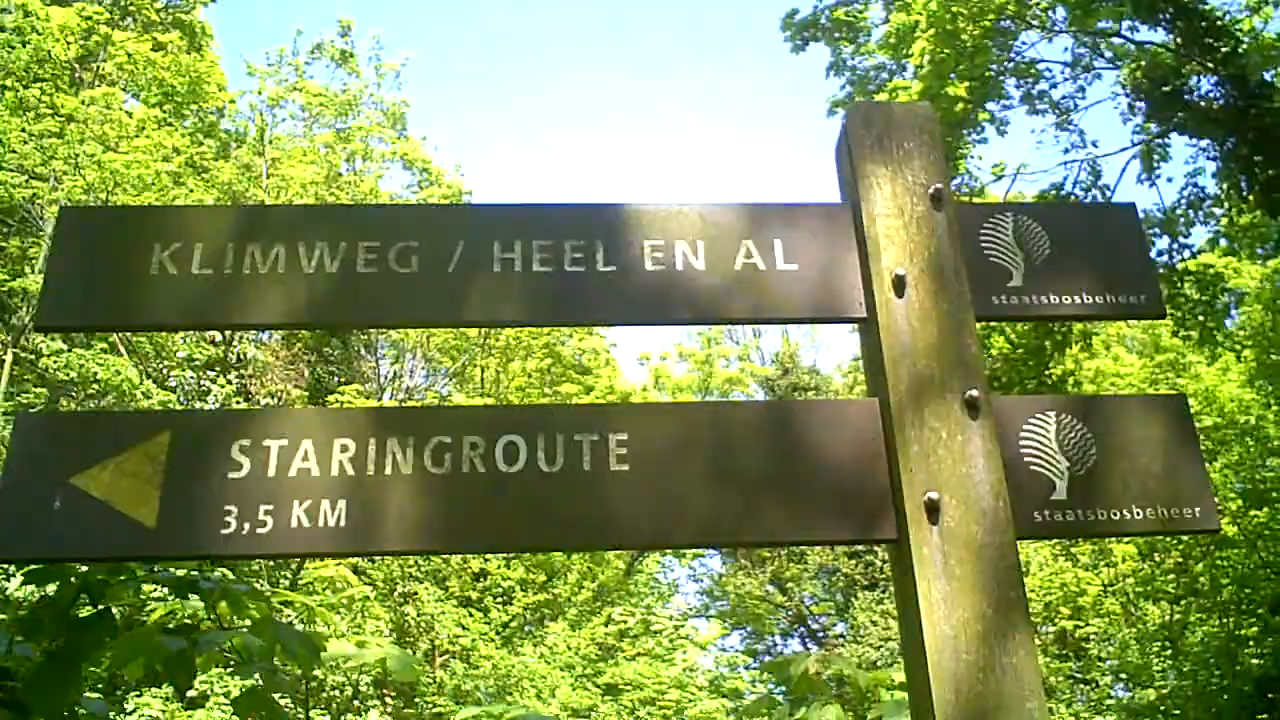 KLIMWEG / HEEL EN AL
staatsbosbeheer
STARINGROUTE
3,5 KM
staatsbosbeheer